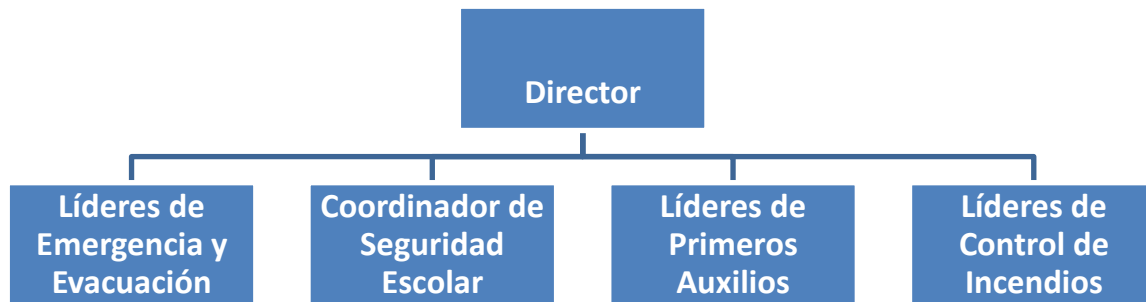 Director
Líderes de
Emergencia y
Evacuación
Coordinador de
Seguridad
Escolar
Líderes de
Primeros
Auxilios
Líderes de
Control de
Incendios